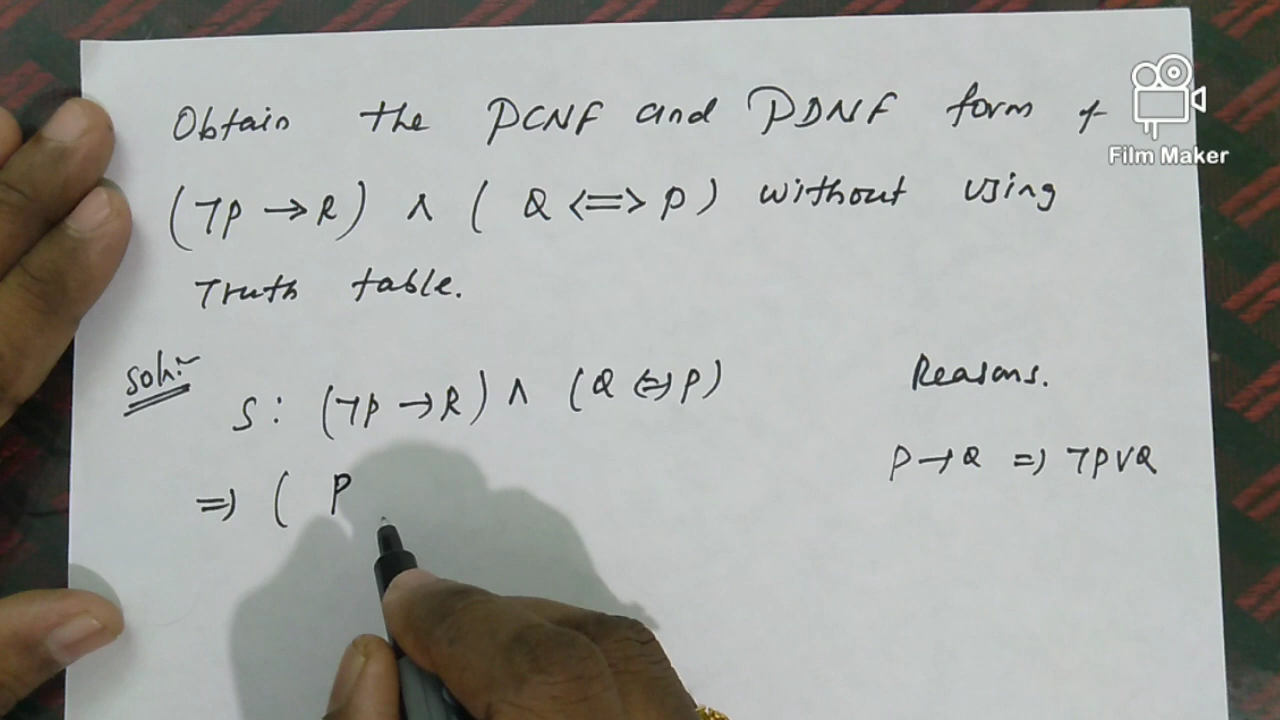 Obtain the PCNF and PDNF form of
(¬P → R) ∧ ( Q <=> P ) without using
Truth table.
Soln:~
S: (¬P → R) ∧ (Q <=> P)
Reasons.
P → Q => ¬P ∨ Q
=> ( P
Film Maker